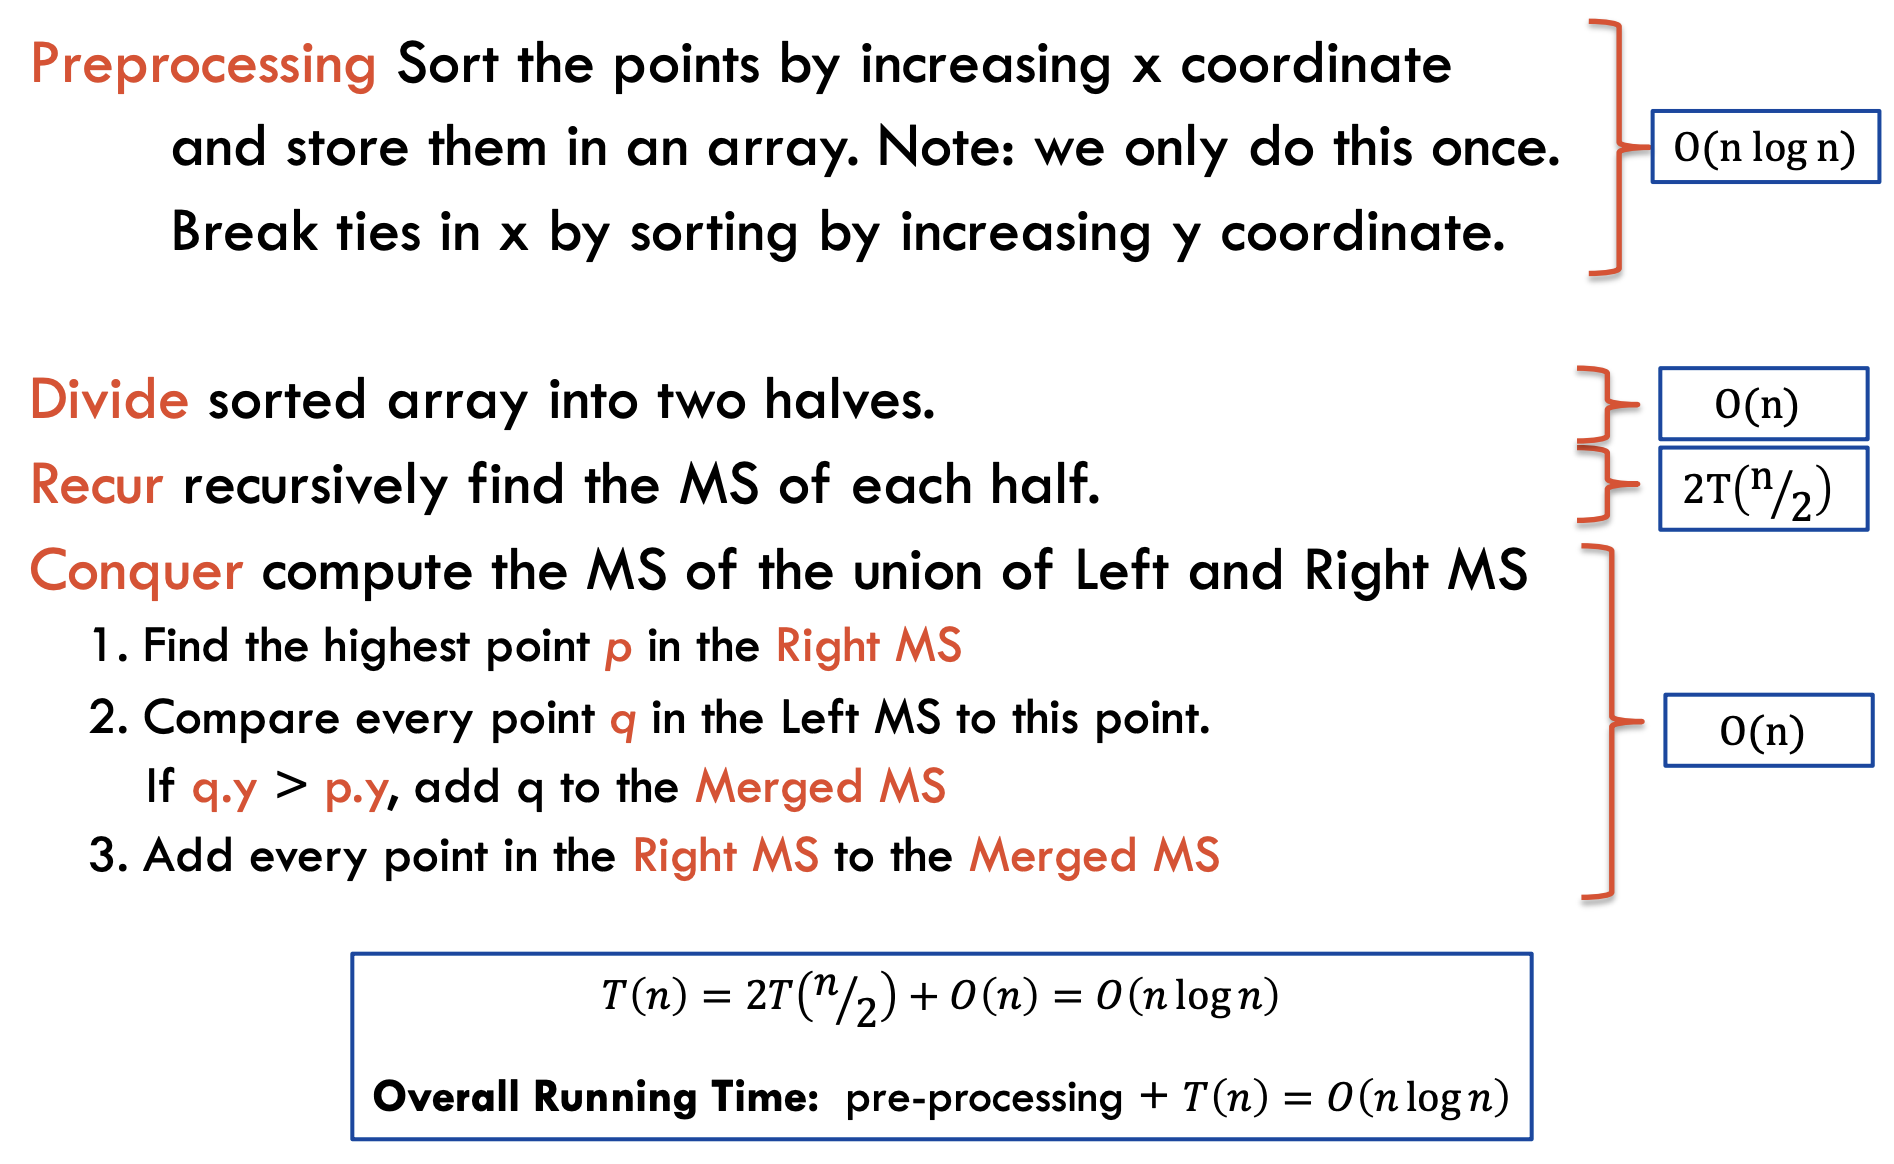 Preprocessing Sort the points by increasing x coordinate
and store them in an array. Note: we only do this once.
Break ties in x by sorting by increasing y coordinate.
O(n log n)
Divide sorted array into two halves.
O(n)
Recur recursively find the MS of each half.
2T(n/2)
Conquer compute the MS of the union of Left and Right MS
1. Find the highest point p in the Right MS
2. Compare every point q in the Left MS to this point.
If q.y > p.y, add q to the Merged MS
3. Add every point in the Right MS to the Merged MS
O(n)
T(n) = 2T(n/2) + O(n) = O(n log n)
Overall Running Time: pre-processing + T(n) = O(n log n)